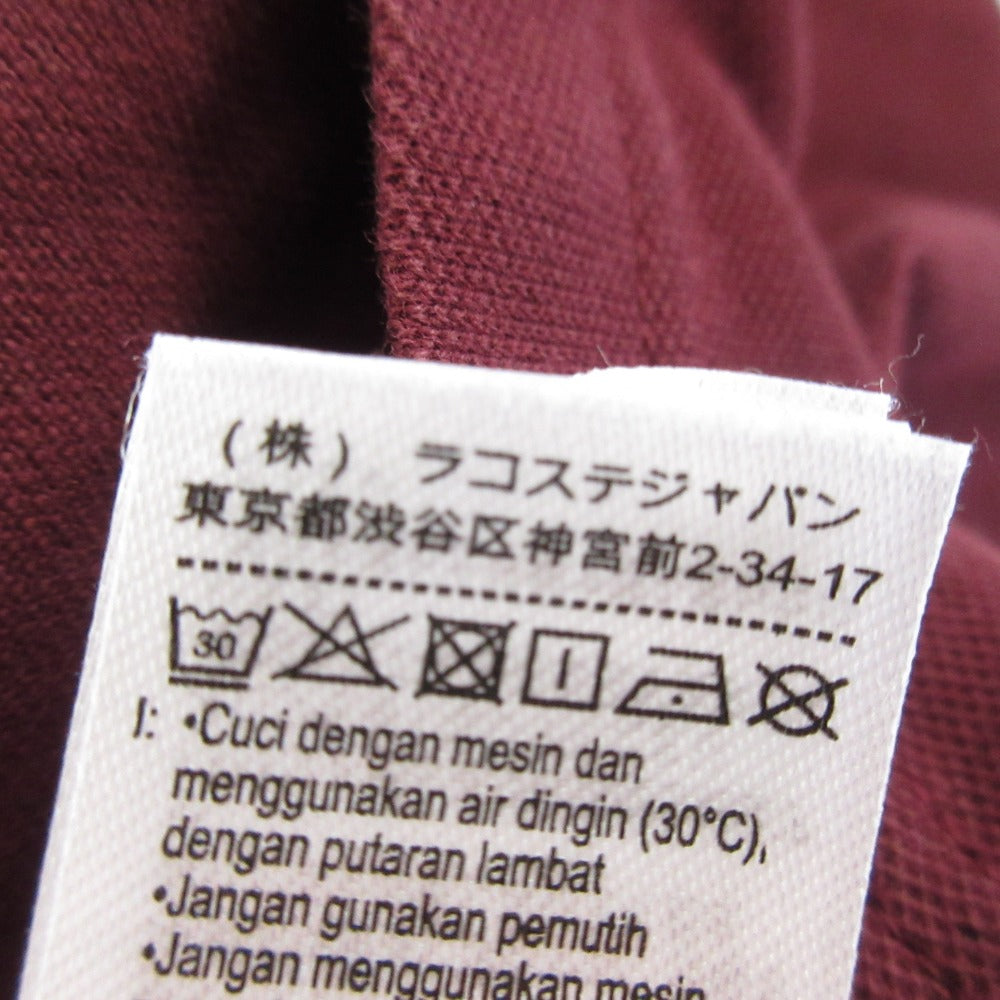 (株) ラコステジャパン
東京都渋谷区神宮前2-34-17
30
I: •Cuci dengan mesin dan
menggunakan air dingin (30°C),
dengan putaran lambat
•Jangan gunakan pemutih
•Jangan menggunakan mesin